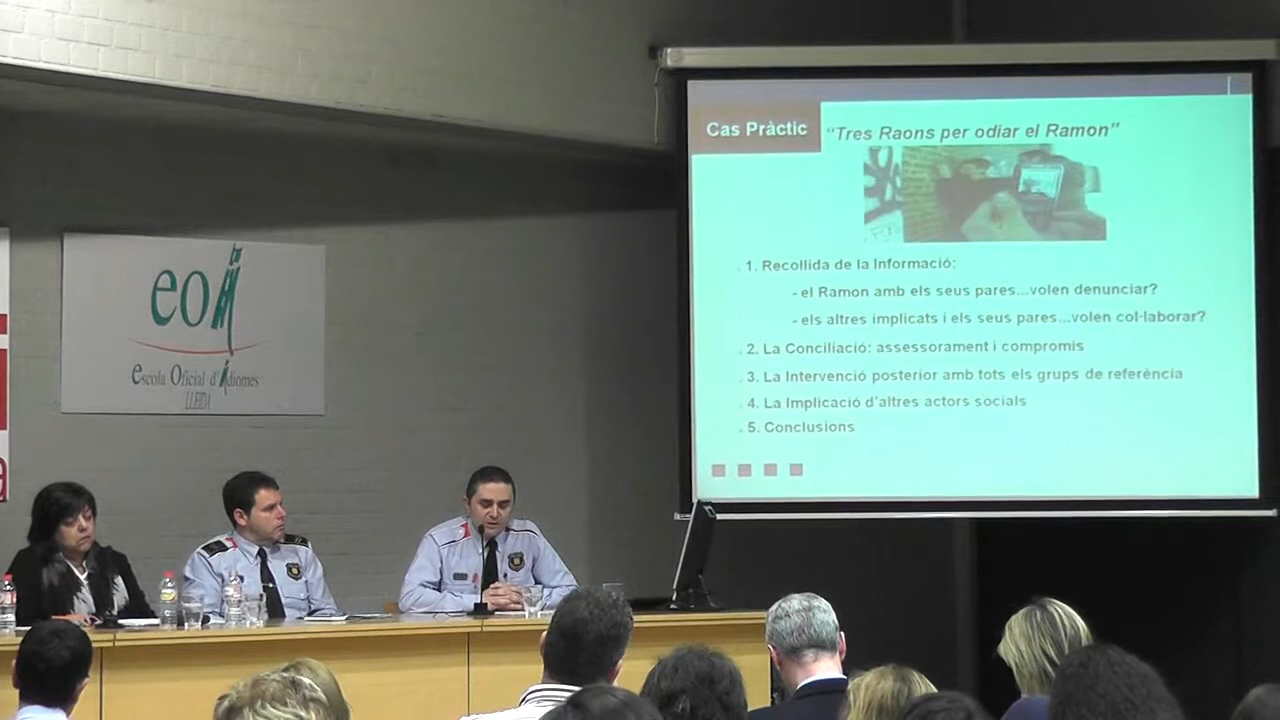 eoi
Escola Oficial d'Idiomes
LLEIDA
Cas Pràctic
“Tres Raons per odiar el Ramon”
1. Recollida de la Informació:
- el Ramon amb els seus pares...volen denunciar?
- els altres implicats i els seus pares...volen col·laborar?
2. La Conciliació: assessorament i compromís
3. La Intervenció posterior amb tots els grups de referència
4. La Implicació d'altres actors socials
5. Conclusions